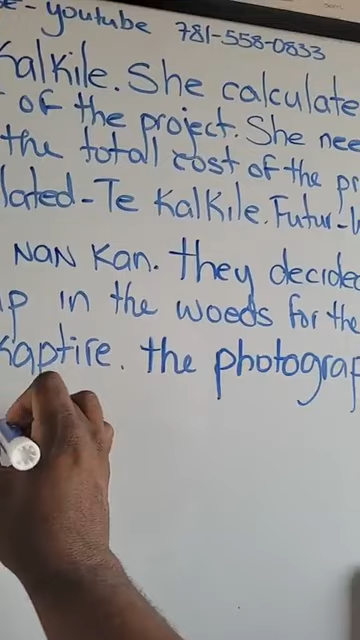 youtube 781-558-0833
Kalkile. She calculate
of the project. She nee
the total cost of the pr
lated-Te Kalkile. Futur-
NaN Kan. They decided
p in the woods for the
Kaptire. the photograp